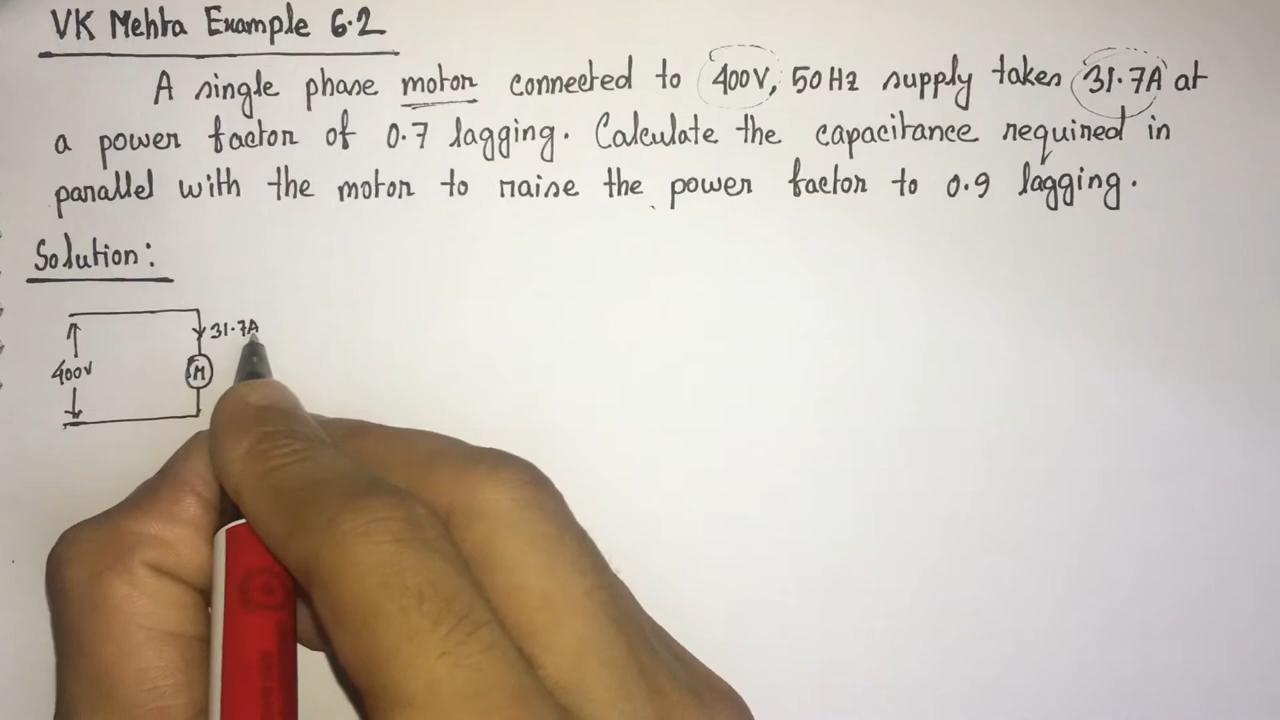 VK Mehta Example 6.2
A single phase motor connected to 400V, 50Hz supply takes 31.7A at
a power factor of 0.7 lagging. Calculate the capacitance required in
parallel with the motor to raise the power factor to 0.9 lagging.
Solution:
31.7A
400V
M